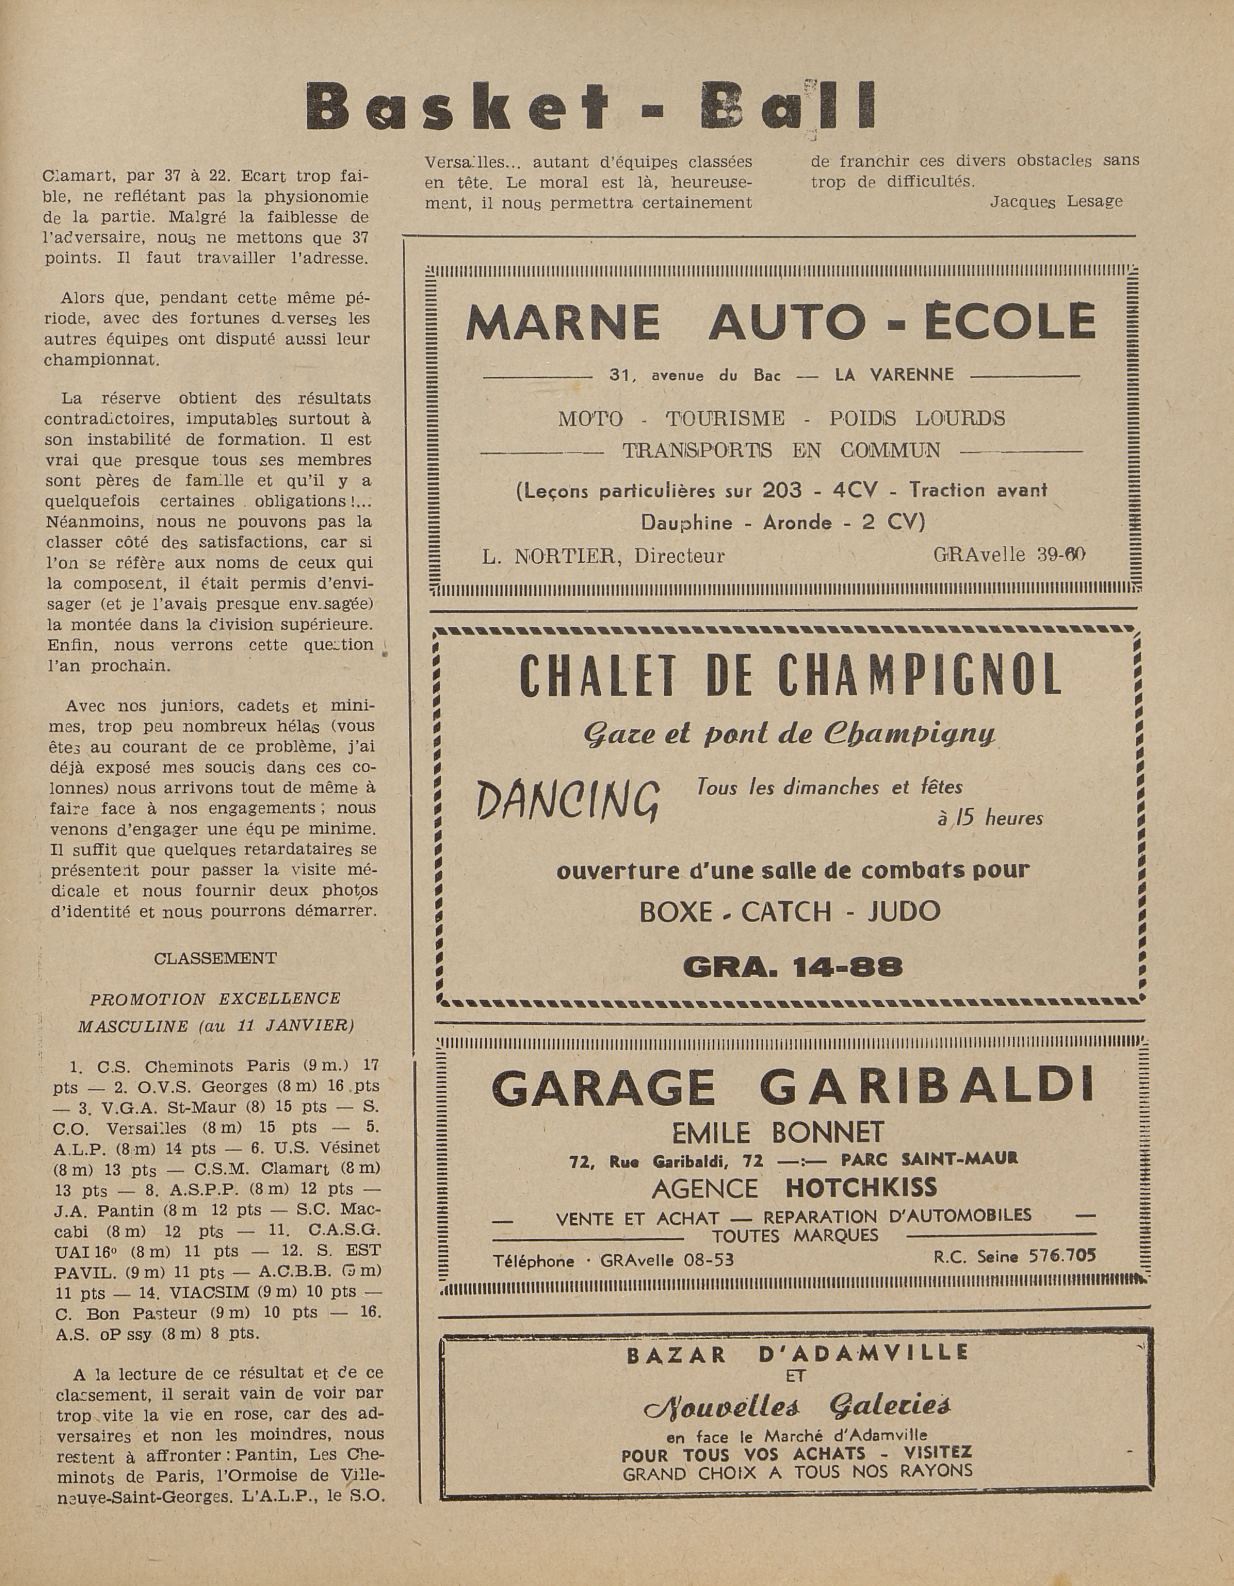 Basket - Ball
Clamart, par 37 à 22. Ecart trop fai-
ble, ne reflétant pas la physionomie
de la partie. Malgré la faiblesse de
l'adversaire, nous ne mettons que 37
points. Il faut travailler l'adresse.
Alors que, pendant cette même pé-
riode, avec des fortunes d.verses les
autres équipes ont disputé aussi leur
championnat.
La réserve obtient des résultats
contradictoires, imputables surtout à
son instabilité de formation. Il est
vrai que presque tous ses membres
sont pères de famille et qu'il y a
quelquefois certaines obligations !...
Néanmoins, nous ne pouvons pas la
classer côté des satisfactions, car si
l'on se réfère aux noms de ceux qui
la composent, il était permis d'envi-
sager (et je l'avais presque env.sagée)
la montée dans la division supérieure.
Enfin, nous verrons cette question
l'an prochain.
Avec nos juniors, cadets et mini-
mes, trop peu nombreux hélas (vous
êtes au courant de ce problème, j'ai
déjà exposé mes soucis dans ces co-
lonnes) nous arrivons tout de même à
faire face à nos engagements ; nous
venons d'engager une équ pe minime.
Il suffit que quelques retardataires se
présentent pour passer la visite mé-
dicale et nous fournir deux photos
d'identité et nous pourrons démarrer.
CLASSEMENT
PROMOTION EXCELLENCE
MASCULINE (au 11 JANVIER)
1. C.S. Cheminots Paris (9 m.) 17
pts — 2. O.V.S. Georges (8 m) 16 pts
— 3. V.G.A. St-Maur (8) 15 pts — S.
C.O. Versailles (8 m) 15 pts — 5.
A.L.P. (8 m) 14 pts — 6. U.S. Vésinet
(8 m) 13 pts — C.S.M. Clamart (8 m)
13 pts — 8. A.S.P.P. (8 m) 12 pts —
J.A. Pantin (8 m 12 pts — S.C. Mac-
cabi (8 m) 12 pts — 11. C.A.S.G.
UAI 16º (8 m) 11 pts — 12. S. EST
PAVIL. (9 m) 11 pts — A.C.B.B. (9 m)
11 pts — 14. VIACSIM (9 m) 10 pts —
C. Bon Pasteur (9 m) 10 pts — 16.
A.S. oP ssy (8 m) 8 pts.
A la lecture de ce résultat et de ce
classement, il serait vain de voir par
trop vite la vie en rose, car des ad-
versaires et non les moindres, nous
restent à affronter : Pantin, Les Che-
minots de Paris, l'Ormoise de Ville-
neuve-Saint-Georges. L'A.L.P., le S.O.
Versailles... autant d'équipes classées
en tête. Le moral est là, heureuse-
ment, il nous permettra certainement
de franchir ces divers obstacles sans
trop de difficultés.
Jacques Lesage
MARNE AUTO - ÉCOLE
31, avenue du Bac — LA VARENNE
MOTO - TOURISME - POIDS LOURDS
TRANSPORTS EN COMMUN
(Leçons particulières sur 203 - 4CV - Traction avant
Dauphine - Aronde - 2 CV)
L. NORTIER, Directeur GRAvelle 39-60
CHALET DE CHAMPIGNOL
Gare et pont de Champigny
DANCING Tous les dimanches et fêtes
à 15 heures
ouverture d'une salle de combats pour
BOXE - CATCH - JUDO
GRA. 14-88
GARAGE GARIBALDI
EMILE BONNET
72, Rue Garibaldi, 72 —:— PARC SAINT-MAUR
AGENCE HOTCHKISS
— VENTE ET ACHAT — REPARATION D'AUTOMOBILES —
TOUTES MARQUES
Téléphone · GRAvelle 08-53 R.C. Seine 576.705
BAZAR D'ADAMVILLE
ET
Nouvelles Galeries
en face le Marché d'Adamville
POUR TOUS VOS ACHATS - VISITEZ
GRAND CHOIX A TOUS NOS RAYONS